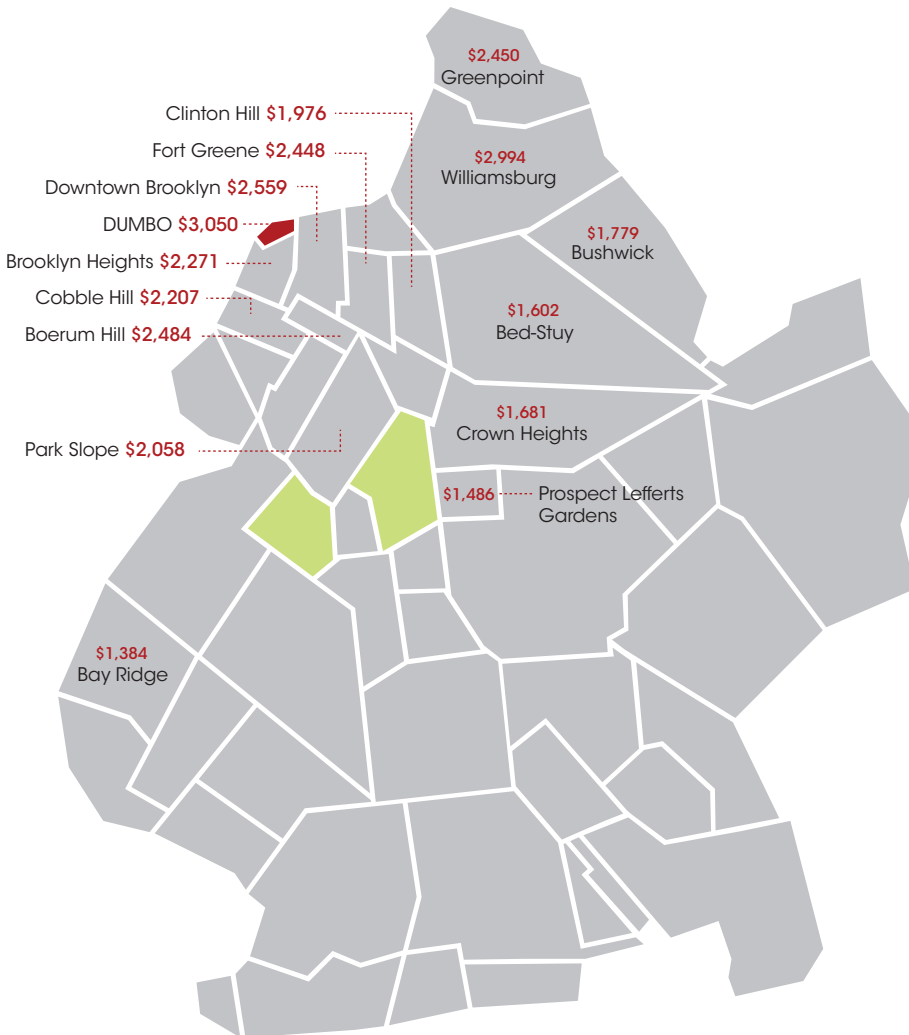 $2,450
Greenpoint
Clinton Hill $1,976
Fort Greene $2,448
$2,994
Williamsburg
Downtown Brooklyn $2,559
DUMBO $3,050
$1,779
Bushwick
Brooklyn Heights $2,271
Cobble Hill $2,207
$1,602
Bed-Stuy
Boerum Hill $2,484
$1,681
Crown Heights
Park Slope $2,058
$1,486 Prospect Lefferts
Gardens
$1,384
Bay Ridge